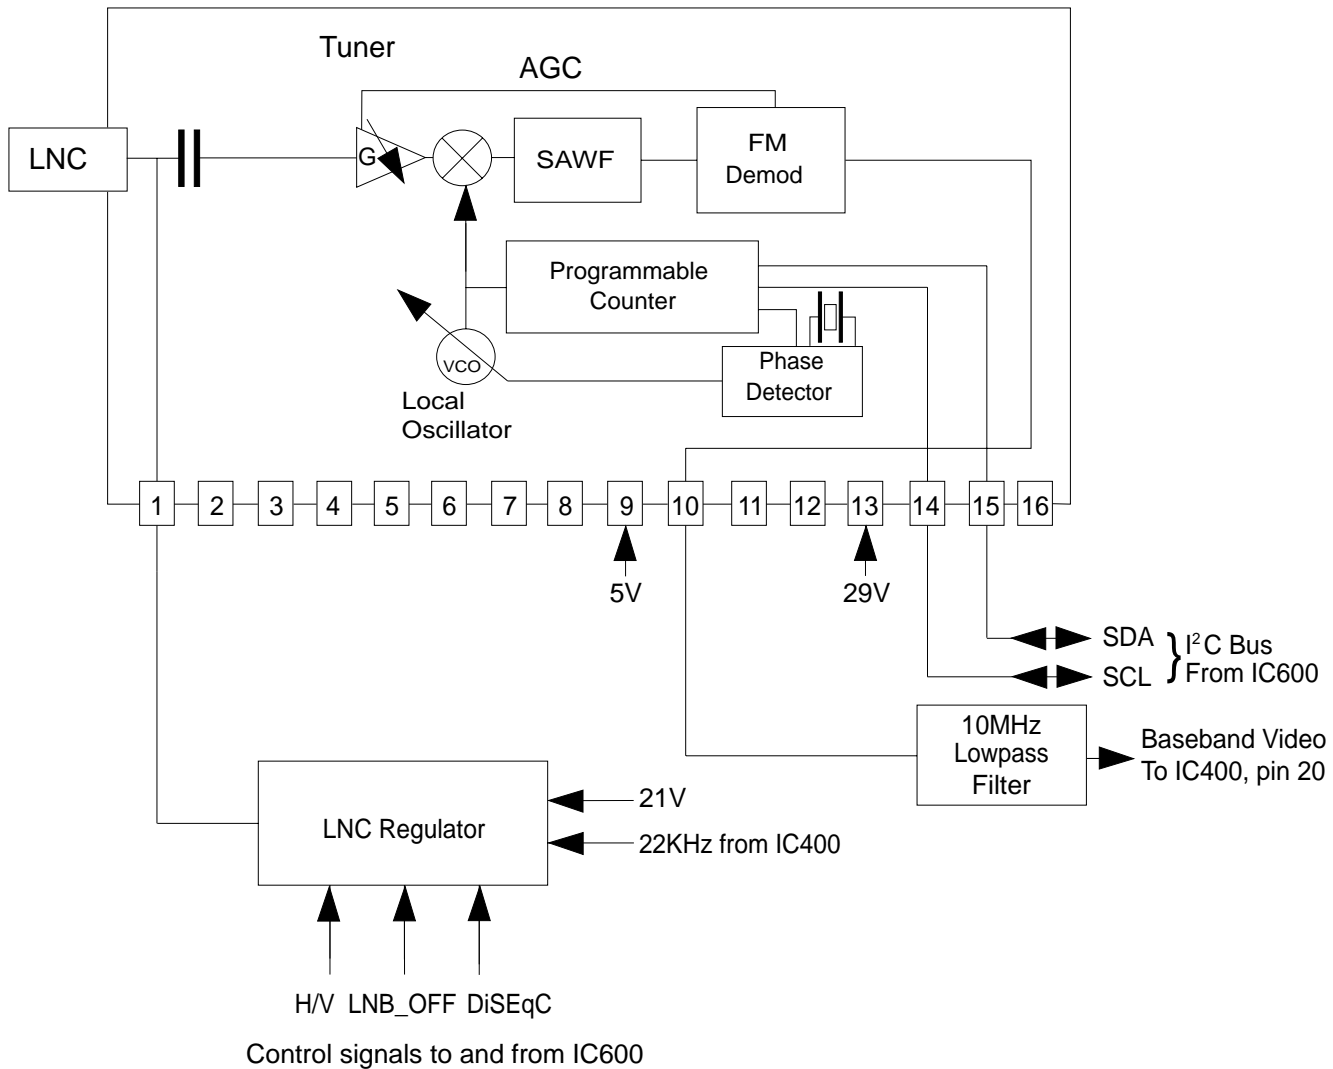 Tuner
AGC
LNC
G
SAWF
FM
Demod
Programmable
Counter
VCO
Phase
Detector
Local
Oscillator
1 2 3 4 5 6 7 8 9 10 11 12 13 14 15 16
5V
29V
SDA
SCL
I²C Bus
From IC600
10MHz
Lowpass
Filter
Baseband Video
To IC400, pin 20
LNC Regulator
21V
22KHz from IC400
H/V LNB_OFF DiSEqC
Control signals to and from IC600